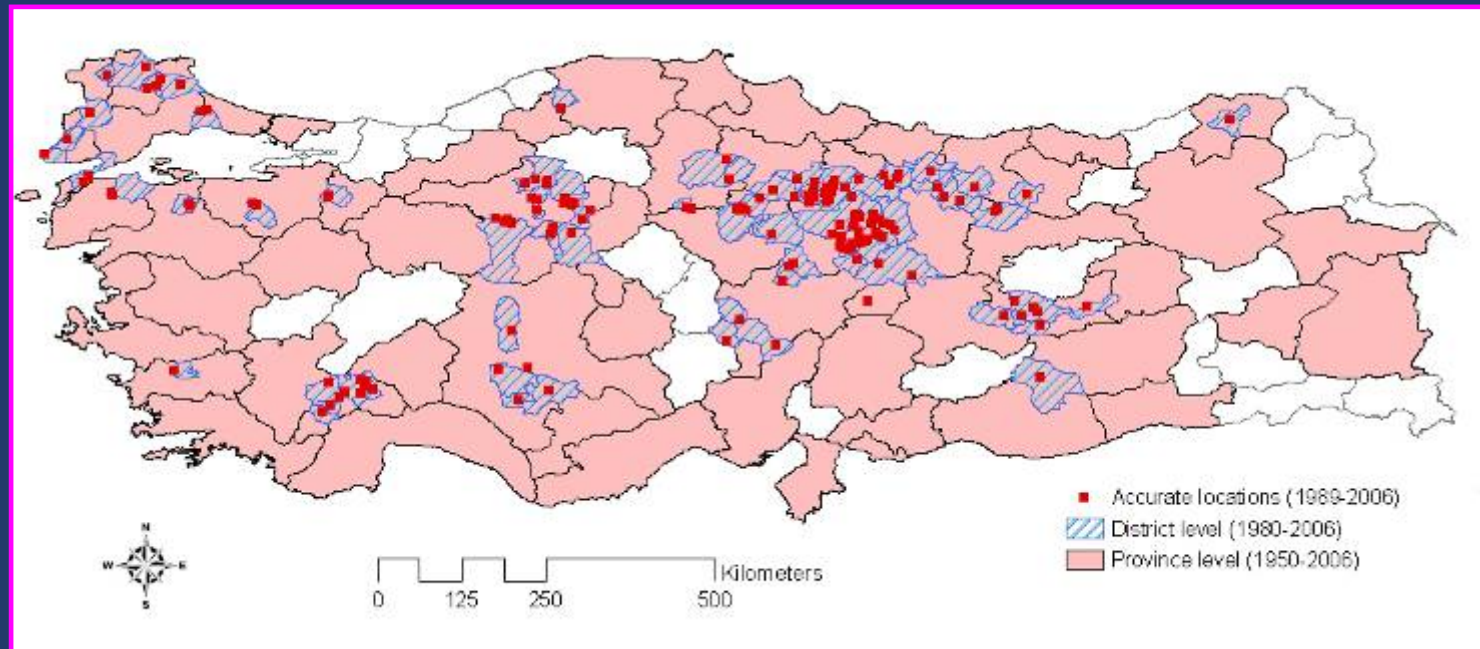 Accurate locations (1989-2006)
District level (1980-2006)
Province level (1950-2006)
N
W E
S
Kilometers
0 125 250 500